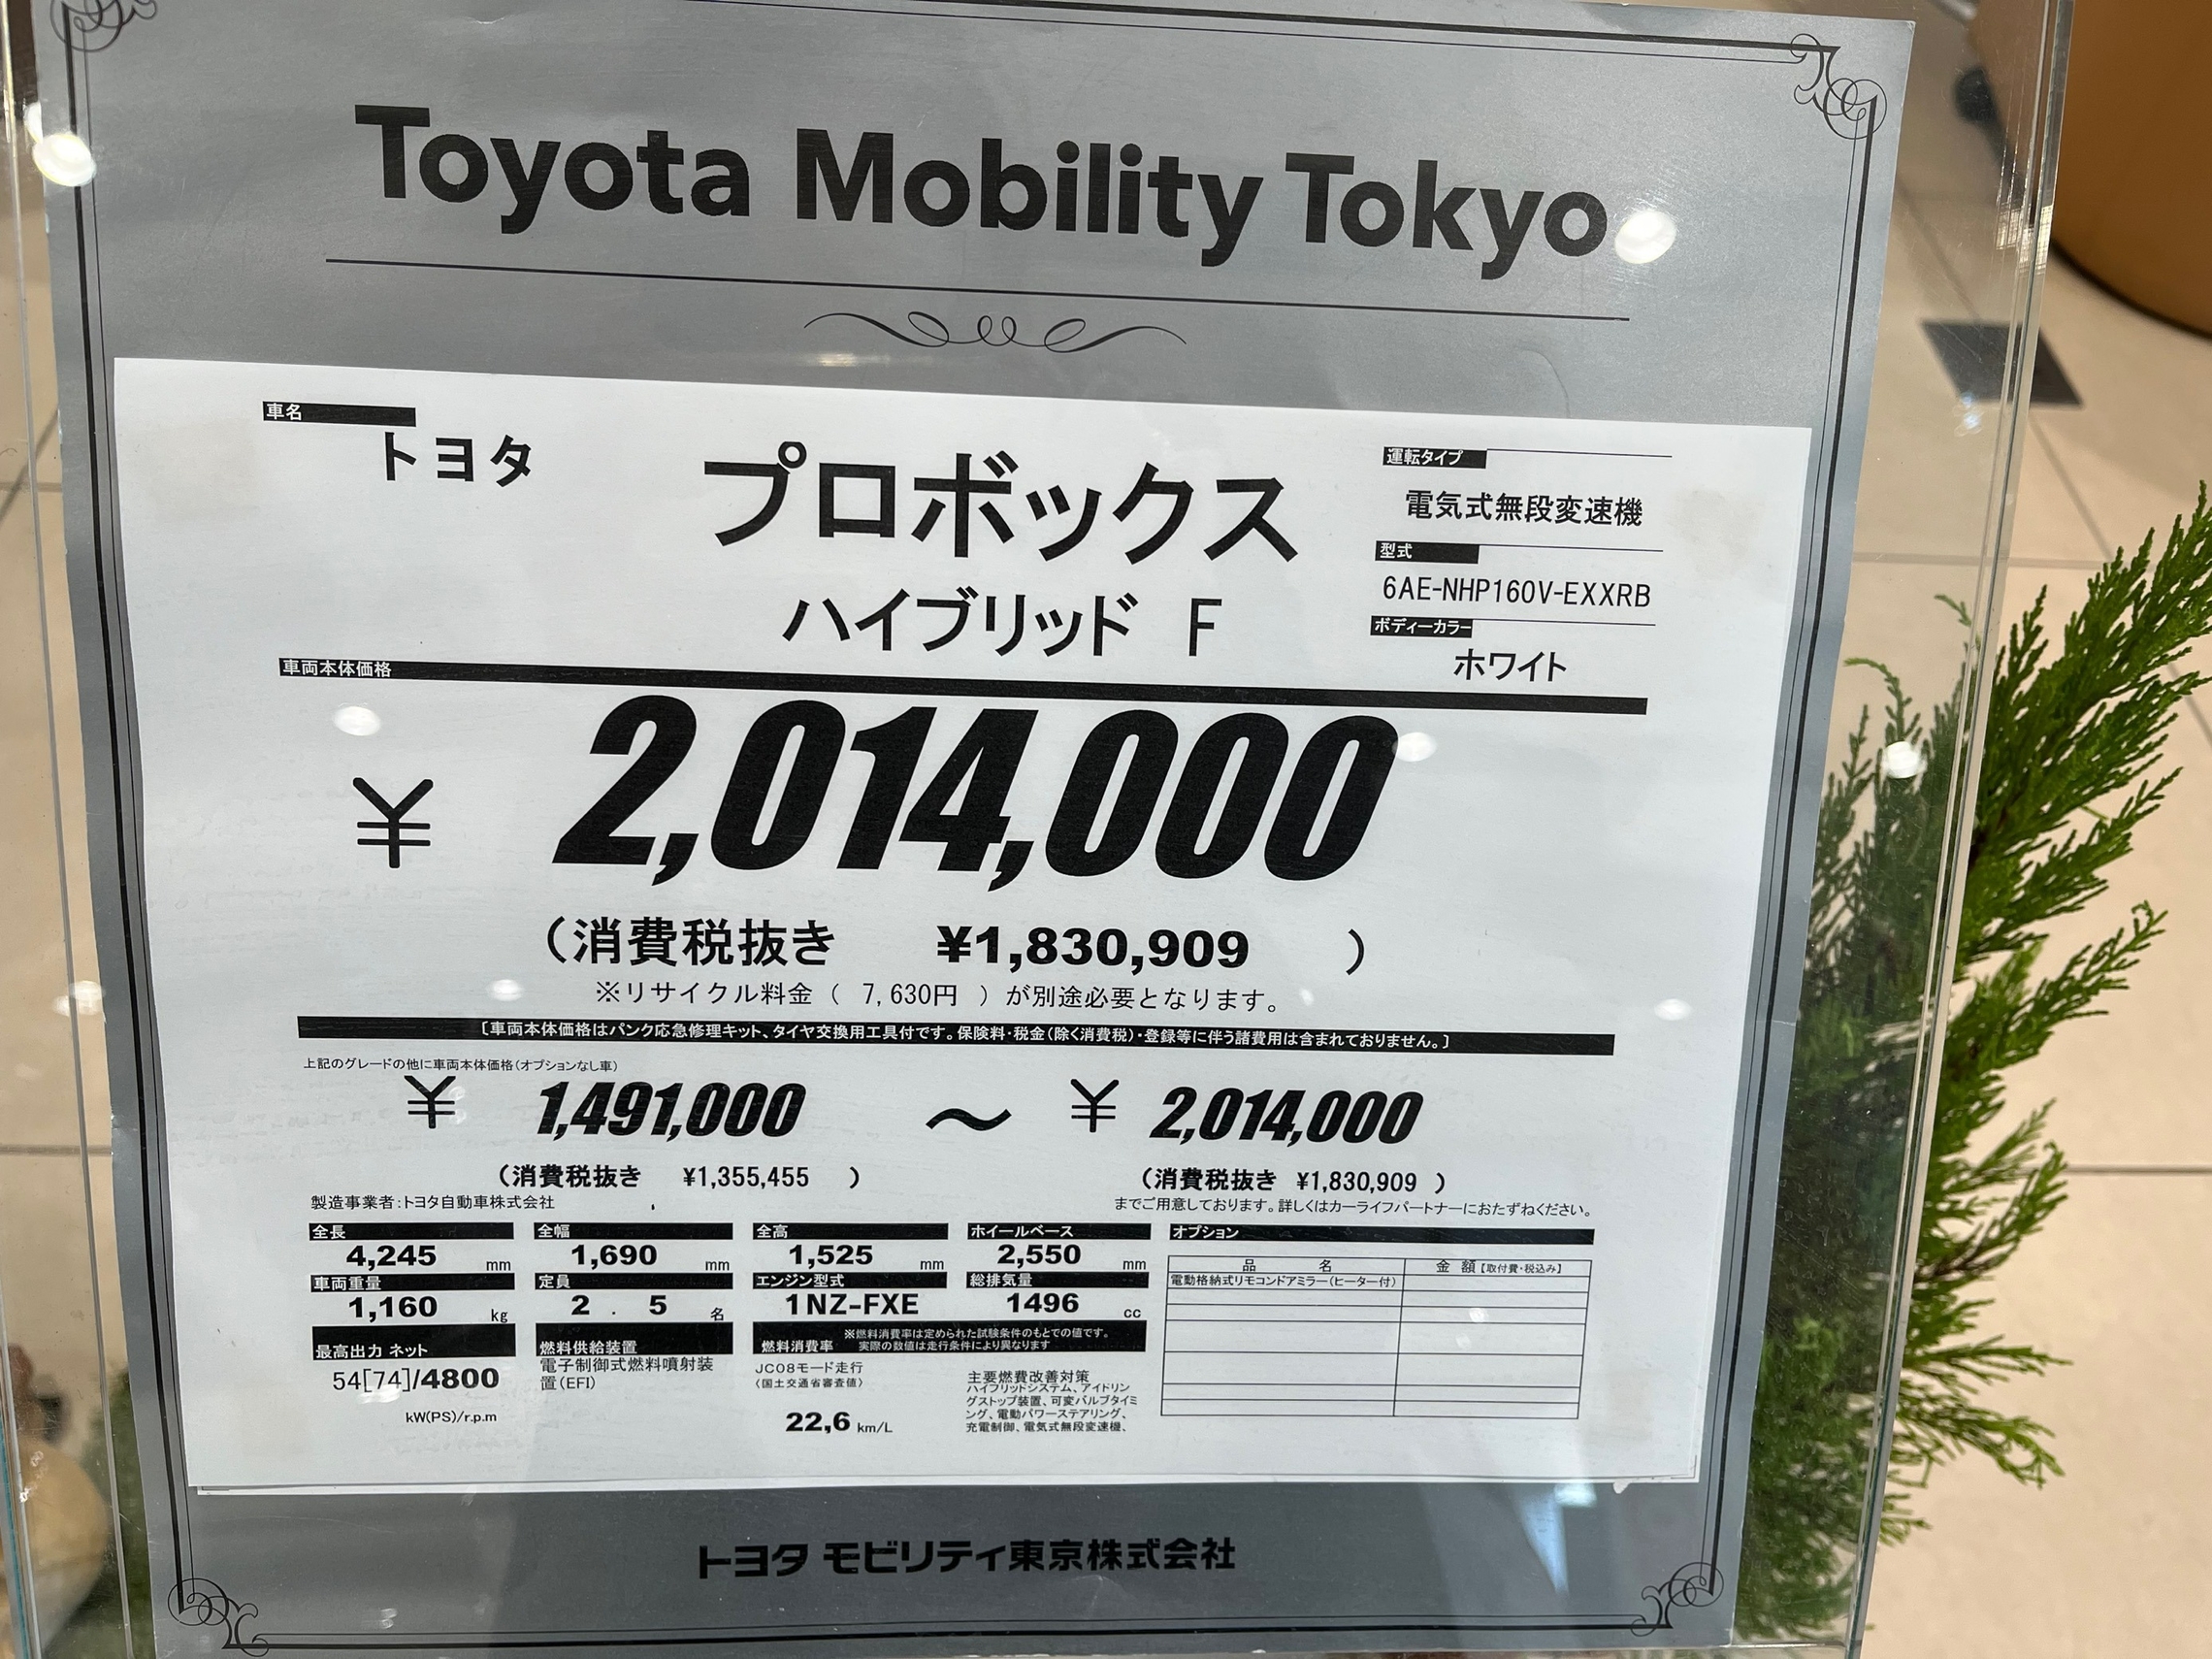 Toyota Mobility Tokyo
車名
トヨタ
プロボックス
ハイブリッド F
運転タイプ
電気式無段変速機
型式
6AE-NHP160V-EXXRB
ボディーカラー
ホワイト
車両本体価格
¥ 2,014,000
(消費税抜き ¥1,830,909 )
※リサイクル料金( 7,630円 )が別途必要となります。
〔車両本体価格はパンク応急修理キット、タイヤ交換用工具付です。保険料・税金(除く消費税)・登録等に伴う諸費用は含まれておりません。〕
上記のグレードの他に車両本体価格(オプションなし車)
¥ 1,491,000 ～ ¥ 2,014,000
(消費税抜き ¥1,355,455 )
(消費税抜き ¥1,830,909 )
製造事業者:トヨタ自動車株式会社
までご用意しております。詳しくはカーライフパートナーにおたずねください。
全長
4,245 mm
全幅
1,690 mm
全高
1,525 mm
ホイールベース
2,550 mm
車両重量
1,160 kg
定員
2 . 5 名
エンジン型式
1NZ-FXE
総排気量
1496 cc
最高出力 ネット
54[74]/4800
kW(PS)/r.p.m
燃料供給装置
電子制御式燃料噴射装
置(EFI)
燃料消費率
※燃料消費率は定められた試験条件のもとでの値です。
実際の数値は走行条件により異なります
JC08モード走行
(国土交通省審査値)
22,6 km/L
主要燃費改善対策
ハイブリッドシステム、アイドリン
グストップ装置、可変バルブタイミ
ング、電動パワーステアリング、
充電制御、電気式無段変速機、
オプション
品 名
金 額【取付費・税込み】
電動格納式リモコンドアミラー(ヒーター付)
トヨタ モビリティ東京株式会社